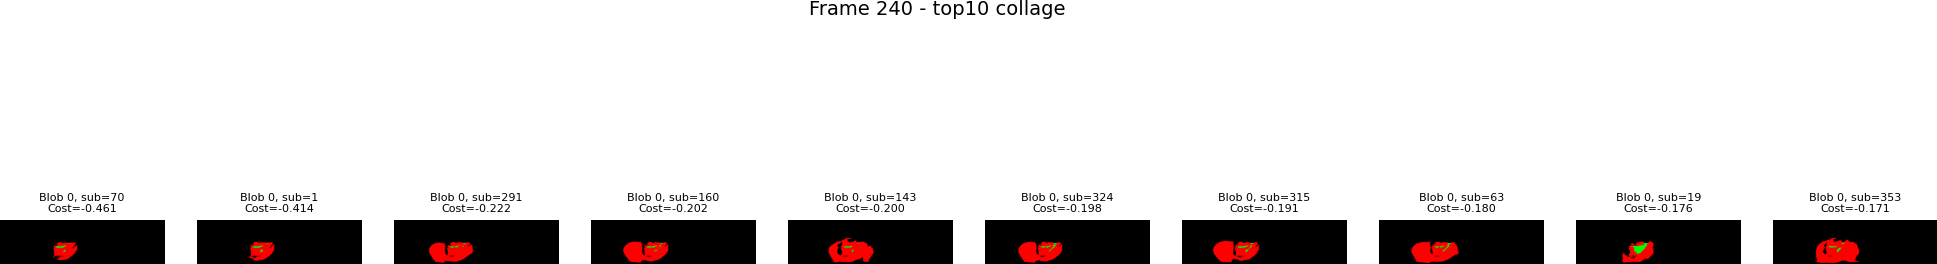 Frame 240 - top10 collage
Blob 0, sub=70
Cost=-0.461
Blob 0, sub=1
Cost=-0.414
Blob 0, sub=291
Cost=-0.222
Blob 0, sub=160
Cost=-0.202
Blob 0, sub=143
Cost=-0.200
Blob 0, sub=324
Cost=-0.198
Blob 0, sub=315
Cost=-0.191
Blob 0, sub=63
Cost=-0.180
Blob 0, sub=19
Cost=-0.176
Blob 0, sub=353
Cost=-0.171